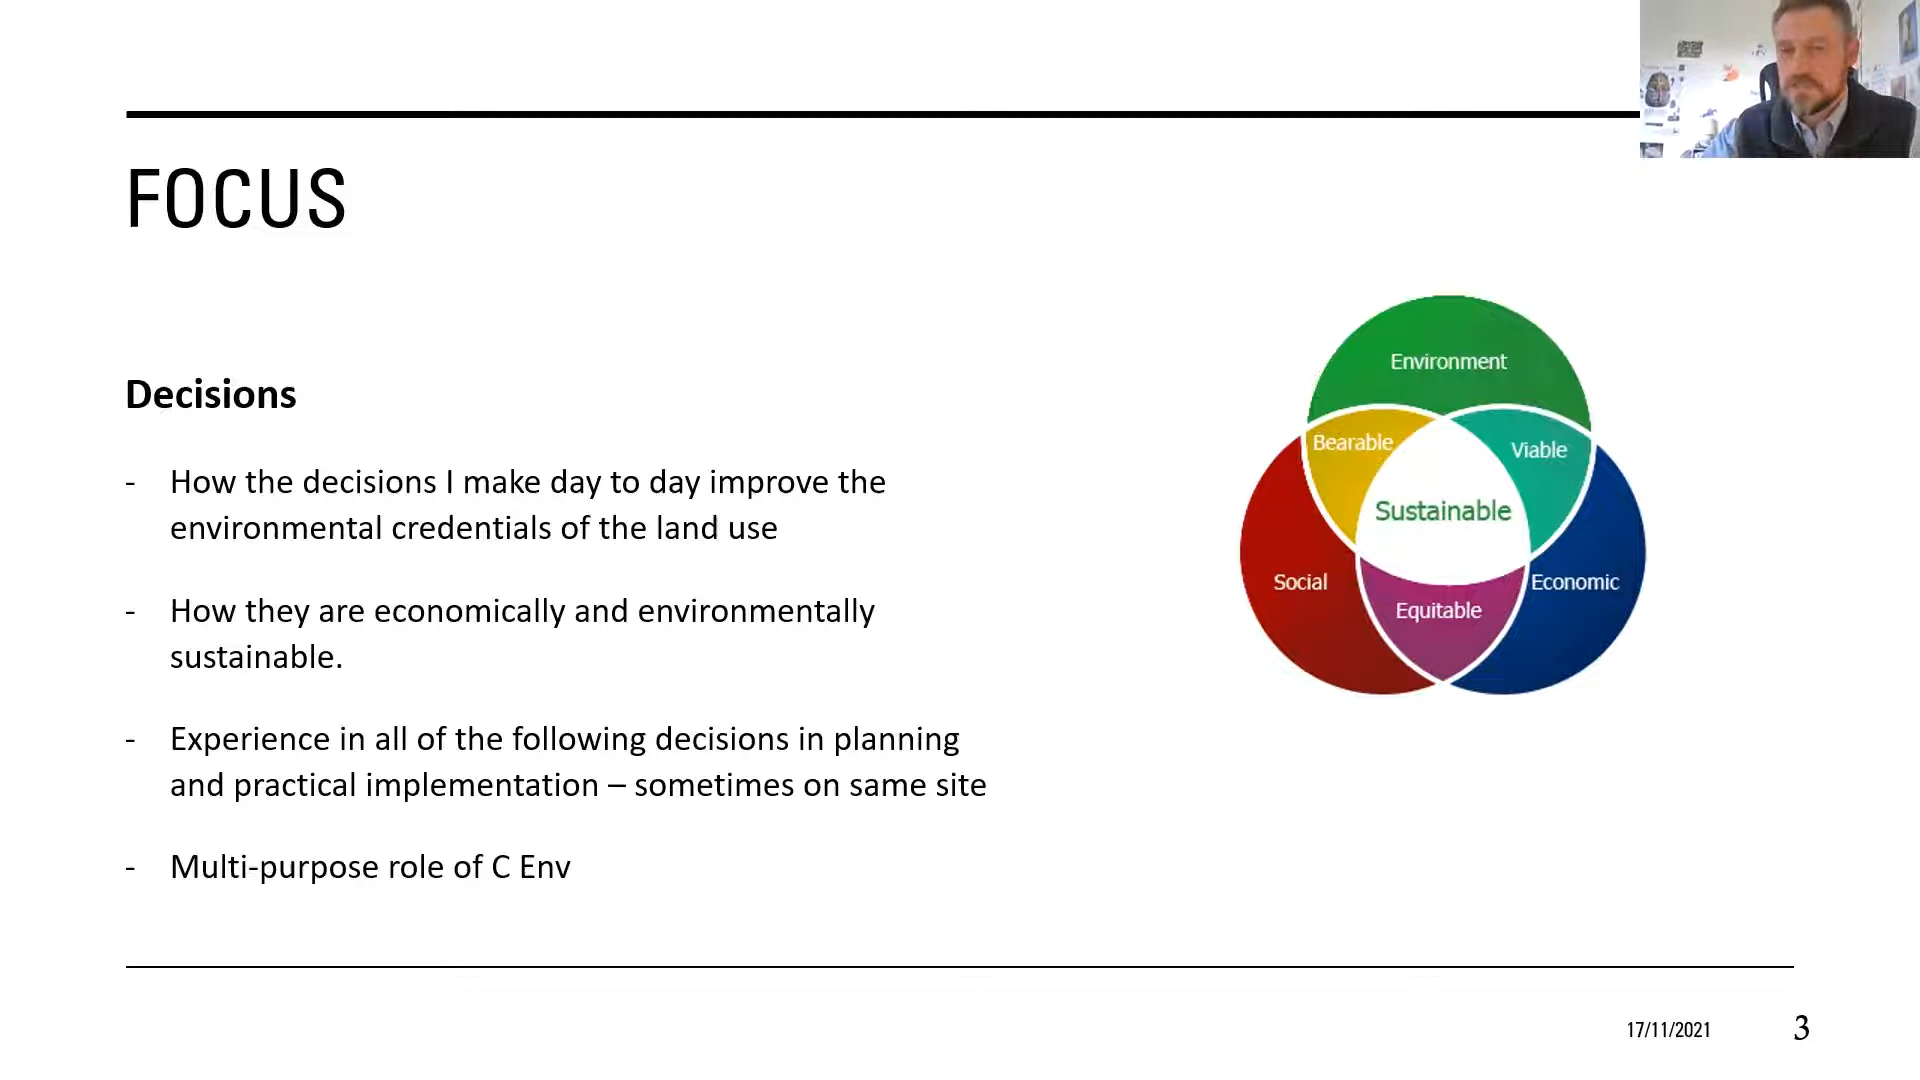 FOCUS
Decisions
- How the decisions I make day to day improve the
environmental credentials of the land use
- How they are economically and environmentally
sustainable.
- Experience in all of the following decisions in planning
and practical implementation – sometimes on same site
- Multi-purpose role of C Env
Environment
Bearable
Viable
Sustainable
Social
Economic
Equitable
17/11/2021
3